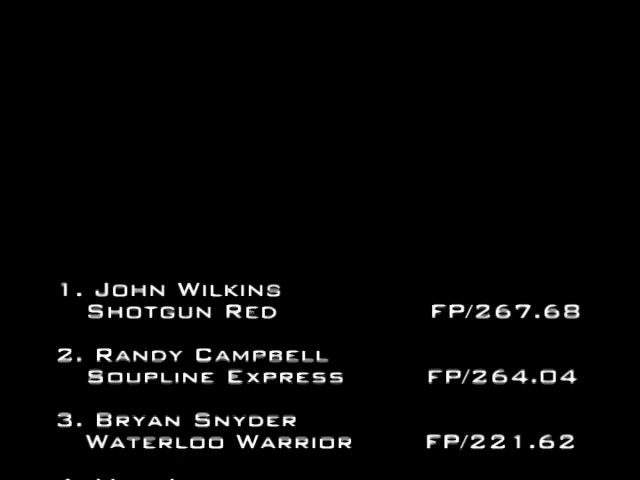 1. John Wilkins
Shotgun Red FP/267.68
2. Randy Campbell
Soupline Express FP/264.04
3. Bryan Snyder
Waterloo Warrior FP/221.62